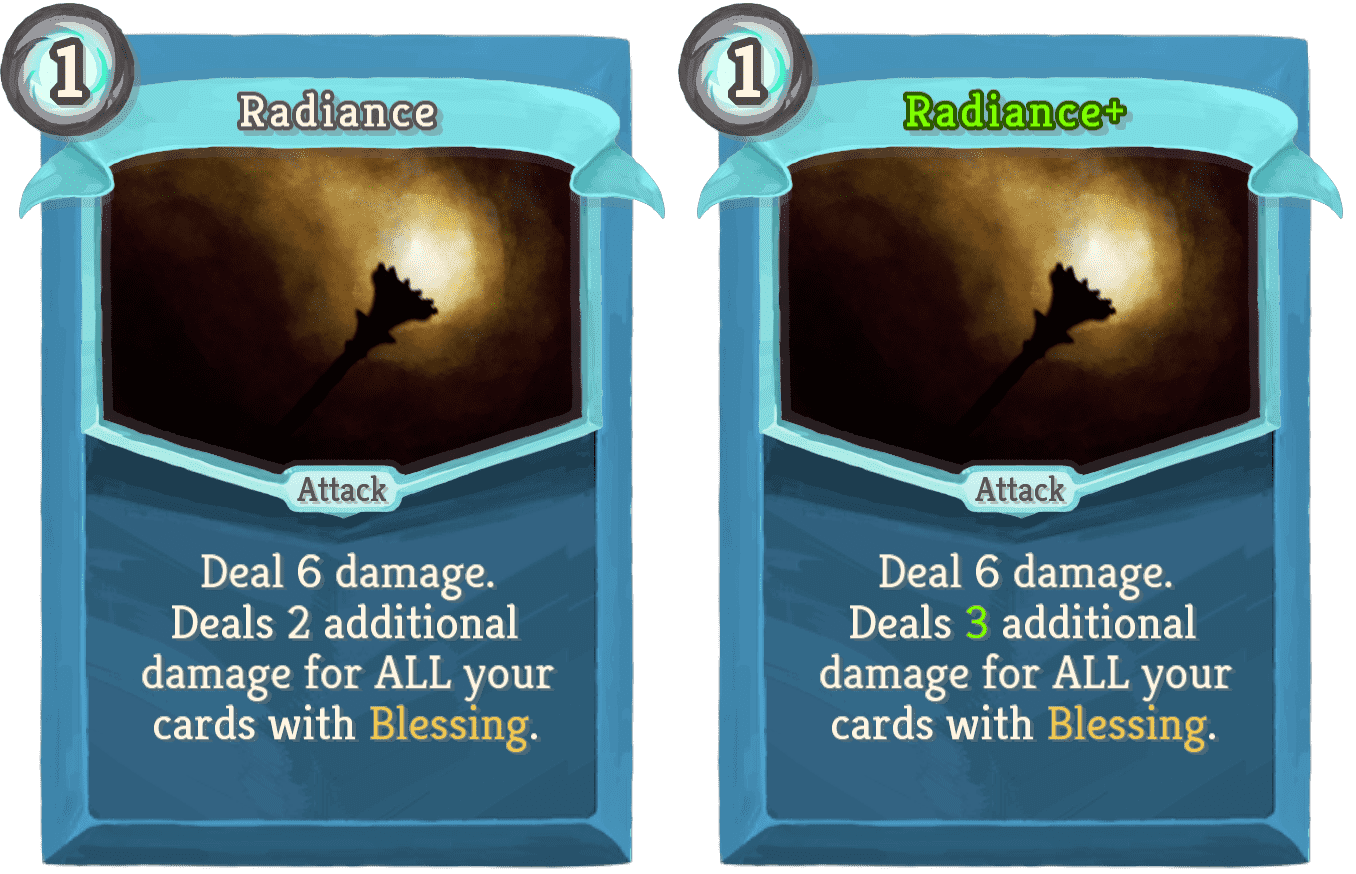 1
Radiance
Attack
Deal 6 damage.
Deals 2 additional
damage for ALL your
cards with Blessing.
1
Radiance+
Attack
Deal 6 damage.
Deals 3 additional
damage for ALL your
cards with Blessing.